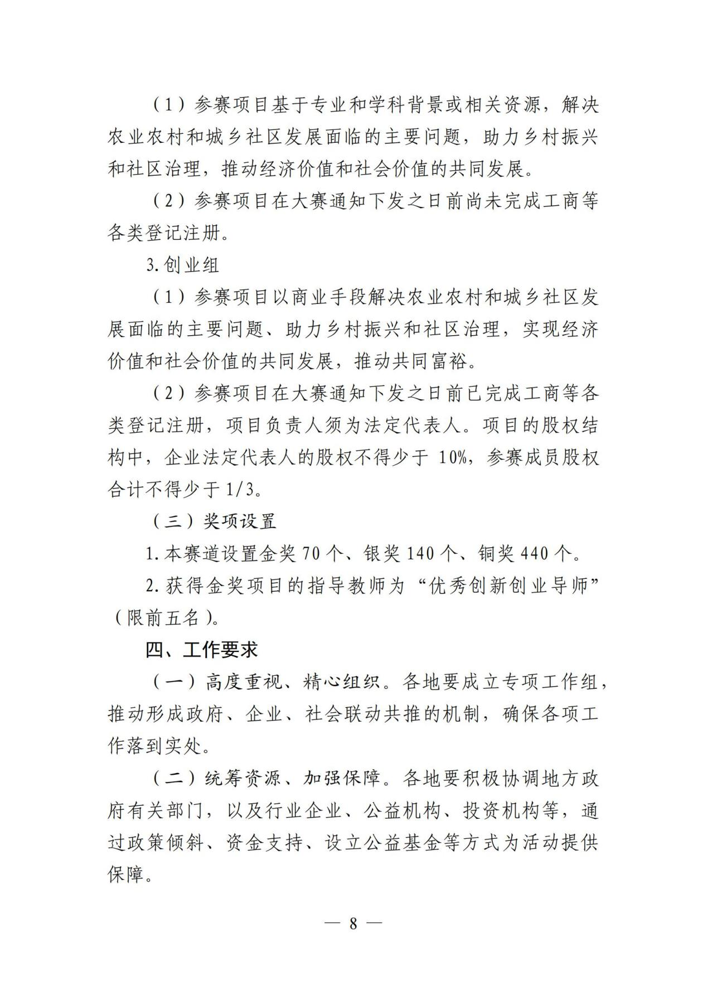 （1）参赛项目基于专业和学科背景或相关资源，解决
农业农村和城乡社区发展面临的主要问题，助力乡村振兴
和社区治理，推动经济价值和社会价值的共同发展。
（2）参赛项目在大赛通知下发之日前尚未完成工商等
各类登记注册。
3.创业组
（1）参赛项目以商业手段解决农业农村和城乡社区发
展面临的主要问题、助力乡村振兴和社区治理，实现经济
价值和社会价值的共同发展，推动共同富裕。
（2）参赛项目在大赛通知下发之日前已完成工商等各
类登记注册，项目负责人须为法定代表人。项目的股权结
构中，企业法定代表人的股权不得少于 10%，参赛成员股权
合计不得少于 1/3。
（三）奖项设置
1.本赛道设置金奖 70 个、银奖 140 个、铜奖 440 个。
2.获得金奖项目的指导教师为“优秀创新创业导师”
（限前五名）。
四、工作要求
（一）高度重视、精心组织。各地要成立专项工作组，
推动形成政府、企业、社会联动共推的机制，确保各项工
作落到实处。
（二）统筹资源、加强保障。各地要积极协调地方政
府有关部门，以及行业企业、公益机构、投资机构等，通
过政策倾斜、资金支持、设立公益基金等方式为活动提供
保障。
— 8 —